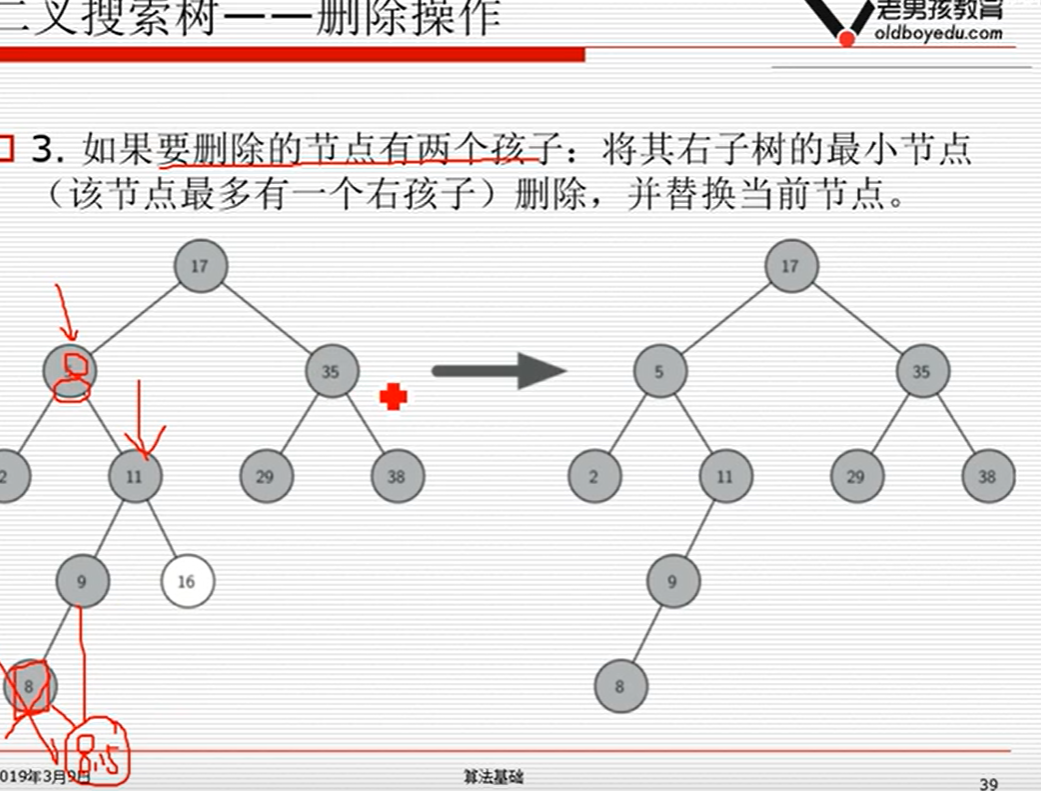 二叉搜索树——删除操作
老男孩教育
oldboyedu.com
3. 如果要删除的节点有两个孩子：将其右子树的最小节点
（该节点最多有一个右孩子）删除，并替换当前节点。
17
17
35
5
35
2
11
29
38
2
11
29
38
9
16
9
8
8
8.5
019年3月9日
算法基础
39